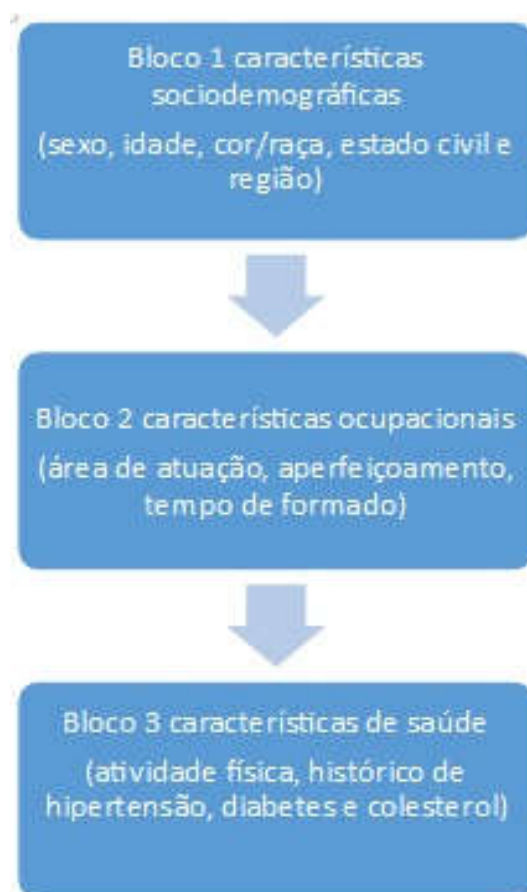 Bloco 1 características
sociodemográficas
(sexo, idade, cor/raça, estado civil e
região)
Bloco 2 características ocupacionais
(área de atuação, aperfeiçoamento,
tempo de formado)
Bloco 3 características de saúde
(atividade física, histórico de
hipertensão, diabetes e colesterol)